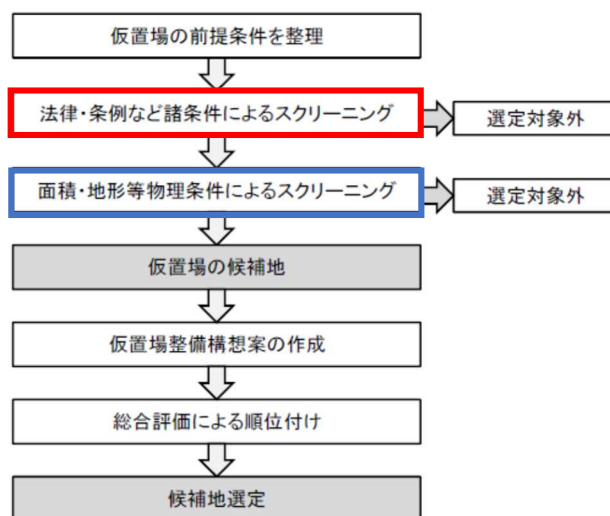 仮置場の前提条件を整理
法律・条例など諸条件によるスクリーニング
選定対象外
面積・地形等物理条件によるスクリーニング
選定対象外
仮置場の候補地
仮置場整備構想案の作成
総合評価による順位付け
候補地選定